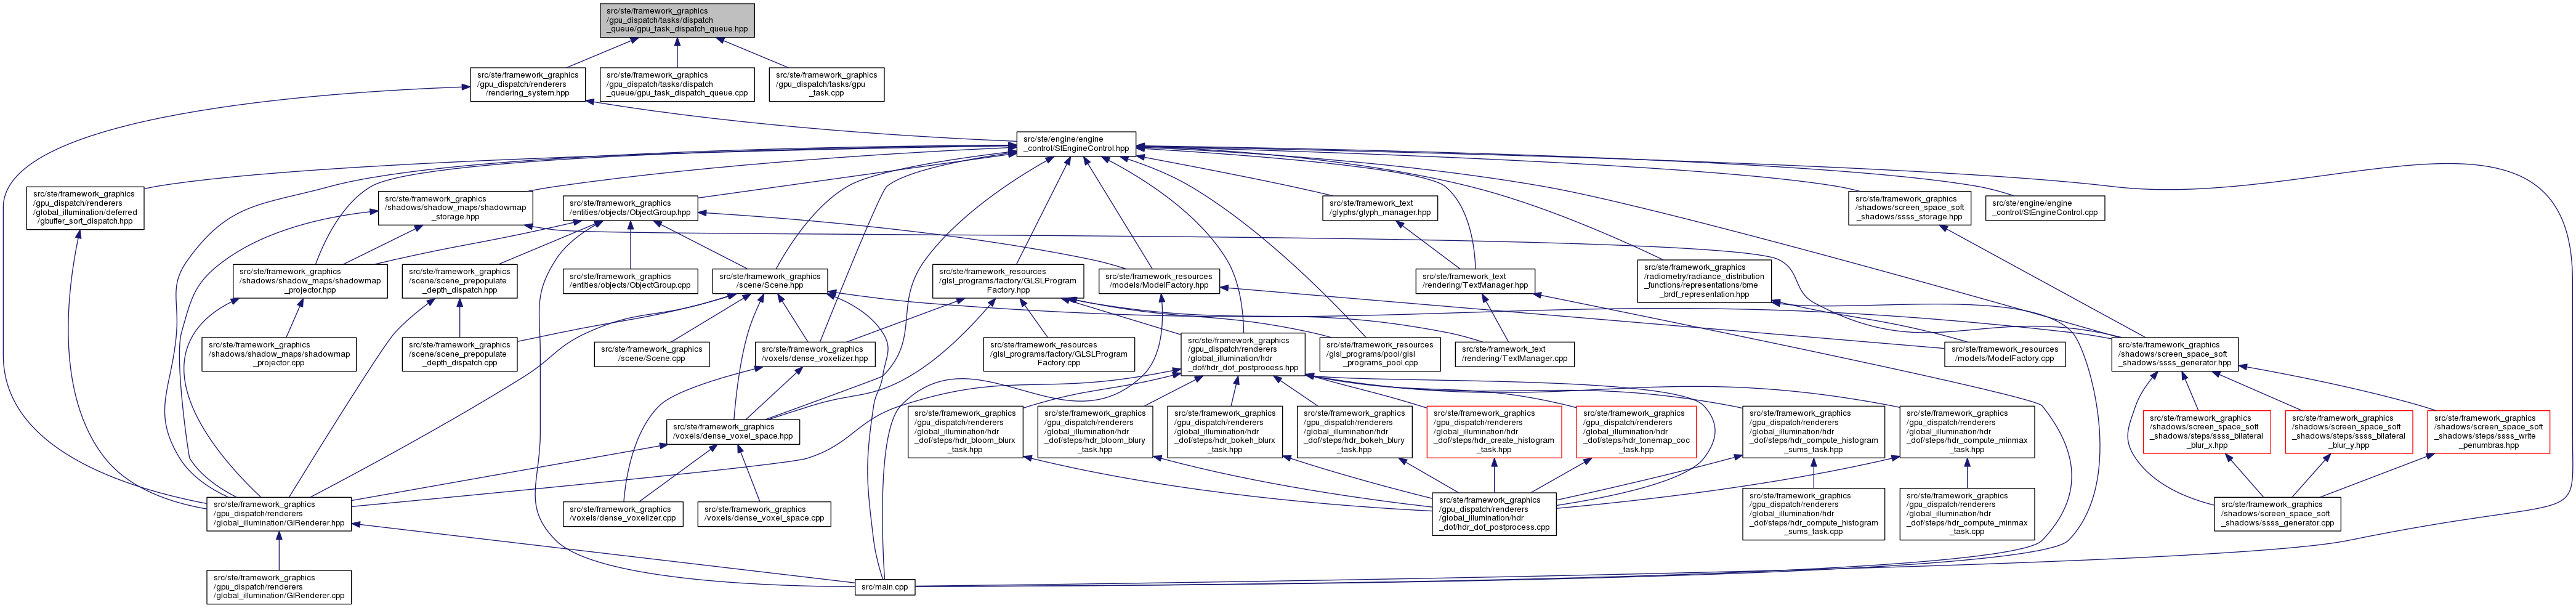 src/ste/framework_graphics
/gpu_dispatch/tasks/dispatch
_queue/gpu_task_dispatch_queue.hpp
src/ste/framework_graphics
/gpu_dispatch/renderers
/rendering_system.hpp
src/ste/framework_graphics
/gpu_dispatch/tasks/dispatch
_queue/gpu_task_dispatch_queue.cpp
src/ste/framework_graphics
/gpu_dispatch/tasks/gpu
_task.cpp
src/ste/engine/engine
_control/StEngineControl.hpp
src/ste/framework_graphics
/gpu_dispatch/renderers
/global_illumination/deferred
/gbuffer_sort_dispatch.hpp
src/ste/framework_graphics
/shadows/shadow_maps/shadowmap
_storage.hpp
src/ste/framework_graphics
/entities/objects/ObjectGroup.hpp
src/ste/framework_text
/glyphs/glyph_manager.hpp
src/ste/framework_graphics
/shadows/screen_space_soft
_shadows/ssss_storage.hpp
src/ste/engine/engine
_control/StEngineControl.cpp
src/ste/framework_graphics
/shadows/shadow_maps/shadowmap
_projector.hpp
src/ste/framework_graphics
/scene/scene_prepopulate
_depth_dispatch.hpp
src/ste/framework_graphics
/entities/objects/ObjectGroup.cpp
src/ste/framework_graphics
/scene/Scene.hpp
src/ste/framework_resources
/glsl_programs/factory/GLSLProgram
Factory.hpp
src/ste/framework_resources
/models/ModelFactory.hpp
src/ste/framework_text
/rendering/TextManager.hpp
src/ste/framework_graphics
/radiometry/radiance_distribution
_functions/representations/bme
_brdf_representation.hpp
src/ste/framework_graphics
/shadows/shadow_maps/shadowmap
_projector.cpp
src/ste/framework_graphics
/scene/scene_prepopulate
_depth_dispatch.cpp
src/ste/framework_graphics
/scene/Scene.cpp
src/ste/framework_graphics
/voxels/dense_voxelizer.hpp
src/ste/framework_resources
/glsl_programs/factory/GLSLProgram
Factory.cpp
src/ste/framework_graphics
/gpu_dispatch/renderers
/global_illumination/hdr
_dof/hdr_dof_postprocess.hpp
src/ste/framework_resources
/glsl_programs/pool/glsl
_programs_pool.cpp
src/ste/framework_text
/rendering/TextManager.cpp
src/ste/framework_resources
/models/ModelFactory.cpp
src/ste/framework_graphics
/shadows/screen_space_soft
_shadows/ssss_generator.hpp
src/ste/framework_graphics
/voxels/dense_voxel_space.hpp
src/ste/framework_graphics
/gpu_dispatch/renderers
/global_illumination/hdr
_dof/steps/hdr_bloom_blurx
_task.hpp
src/ste/framework_graphics
/gpu_dispatch/renderers
/global_illumination/hdr
_dof/steps/hdr_bloom_blury
_task.hpp
src/ste/framework_graphics
/gpu_dispatch/renderers
/global_illumination/hdr
_dof/steps/hdr_bokeh_blurx
_task.hpp
src/ste/framework_graphics
/gpu_dispatch/renderers
/global_illumination/hdr
_dof/steps/hdr_bokeh_blury
_task.hpp
src/ste/framework_graphics
/gpu_dispatch/renderers
/global_illumination/hdr
_dof/steps/hdr_create_histogram
_task.hpp
src/ste/framework_graphics
/gpu_dispatch/renderers
/global_illumination/hdr
_dof/steps/hdr_tonemap_coc
_task.hpp
src/ste/framework_graphics
/gpu_dispatch/renderers
/global_illumination/hdr
_dof/steps/hdr_compute_histogram
_sums_task.hpp
src/ste/framework_graphics
/gpu_dispatch/renderers
/global_illumination/hdr
_dof/steps/hdr_compute_minmax
_task.hpp
src/ste/framework_graphics
/shadows/screen_space_soft
_shadows/steps/ssss_bilateral
_blur_x.hpp
src/ste/framework_graphics
/shadows/screen_space_soft
_shadows/steps/ssss_bilateral
_blur_y.hpp
src/ste/framework_graphics
/shadows/screen_space_soft
_shadows/steps/ssss_write
_penumbras.hpp
src/ste/framework_graphics
/gpu_dispatch/renderers
/global_illumination/GIRenderer.hpp
src/ste/framework_graphics
/voxels/dense_voxelizer.cpp
src/ste/framework_graphics
/voxels/dense_voxel_space.cpp
src/ste/framework_graphics
/gpu_dispatch/renderers
/global_illumination/hdr
_dof/hdr_dof_postprocess.cpp
src/ste/framework_graphics
/gpu_dispatch/renderers
/global_illumination/hdr
_dof/steps/hdr_compute_histogram
_sums_task.cpp
src/ste/framework_graphics
/gpu_dispatch/renderers
/global_illumination/hdr
_dof/steps/hdr_compute_minmax
_task.cpp
src/ste/framework_graphics
/shadows/screen_space_soft
_shadows/ssss_generator.cpp
src/ste/framework_graphics
/gpu_dispatch/renderers
/global_illumination/GIRenderer.cpp
src/main.cpp